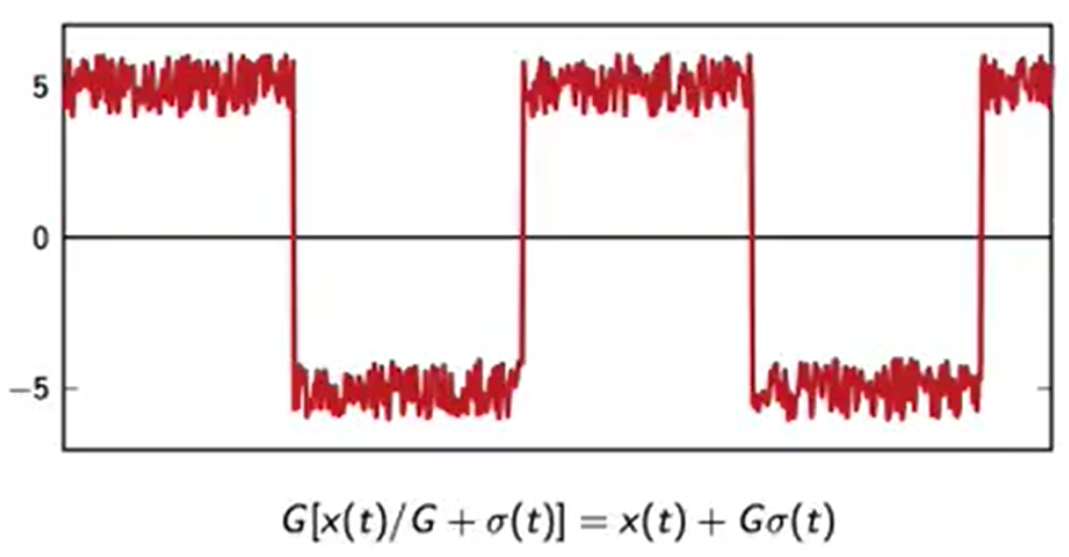 5
0
−5
G[x(t)/G + σ(t)] = x(t) + Gσ(t)